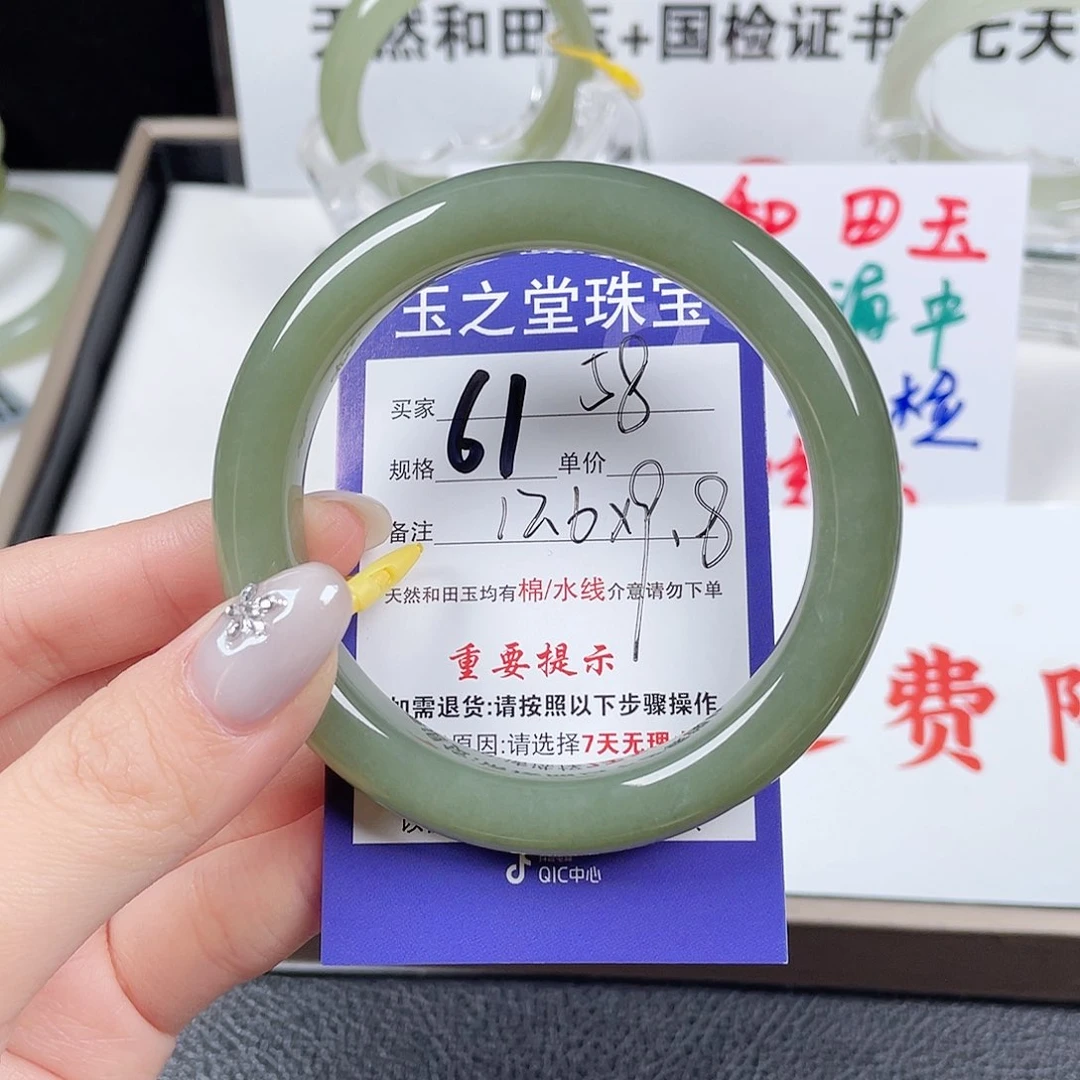 天然和田玉+国检证书 七天
和田玉
海中
检
费
玉之堂珠宝
买家 58
规格 61 单价
备注 12.6x9.8
天然和田玉均有棉/水线介意请勿下单
重要提示
如需退货:请按照以下步骤操作
原因:请选择7天无理
QIC中心